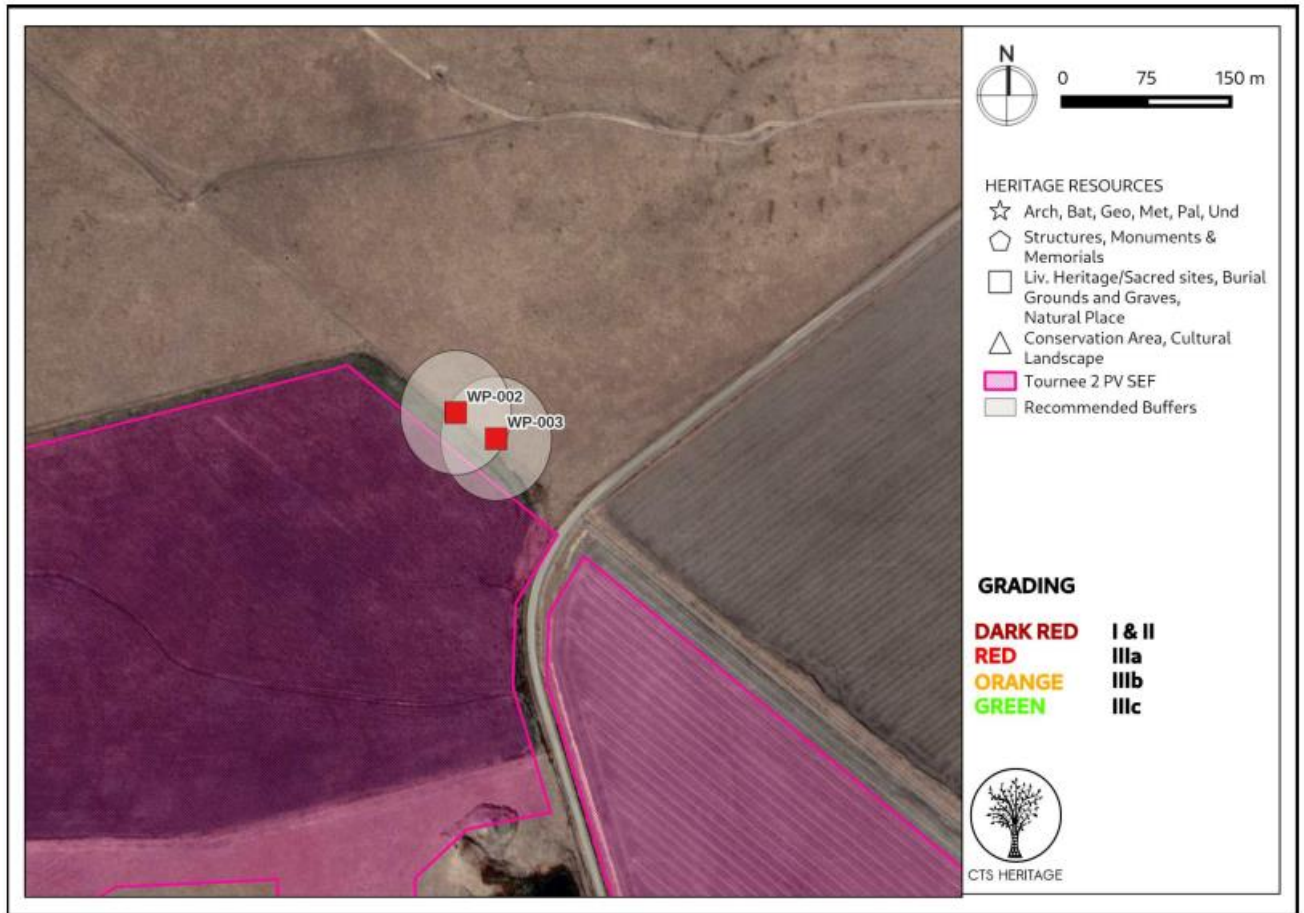 N
0 75 150 m
HERITAGE RESOURCES
Arch, Bat, Geo, Met, Pal, Und
Structures, Monuments &
Memorials
Liv. Heritage/Sacred sites, Burial
Grounds and Graves,
Natural Place
Conservation Area, Cultural
Landscape
Tournee 2 PV SEF
Recommended Buffers
WP-002
WP-003
GRADING
DARK RED I & II
RED IIIa
ORANGE IIIb
GREEN IIIc
CTS HERITAGE